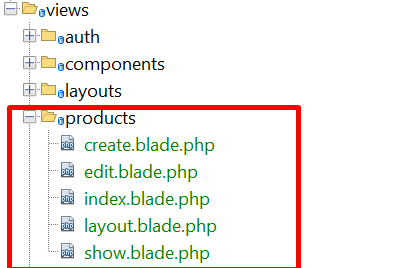 views
auth
components
layouts
products
create.blade.php
edit.blade.php
index.blade.php
layout.blade.php
show.blade.php